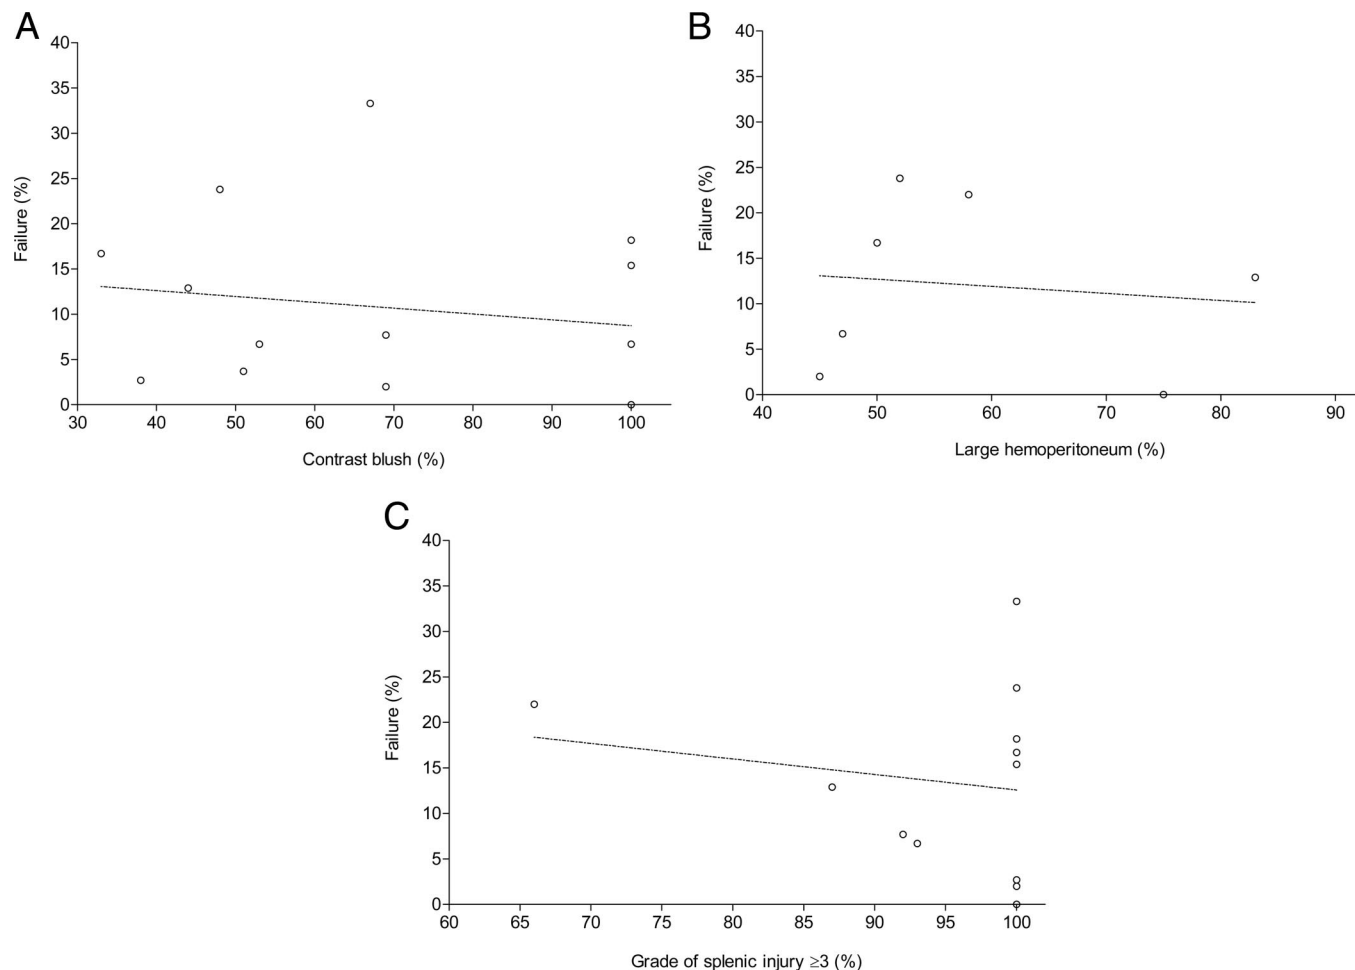 A
40
35
30
25
20
15
10
5
0
Failure (%)
30 40 50 60 70 80 90 100
Contrast blush (%)
B
40
35
30
25
20
15
10
5
0
Failure (%)
40 50 60 70 80 90
Large hemoperitoneum (%)
C
40
35
30
25
20
15
10
5
0
Failure (%)
60 65 70 75 80 85 90 95 100
Grade of splenic injury ≥3 (%)